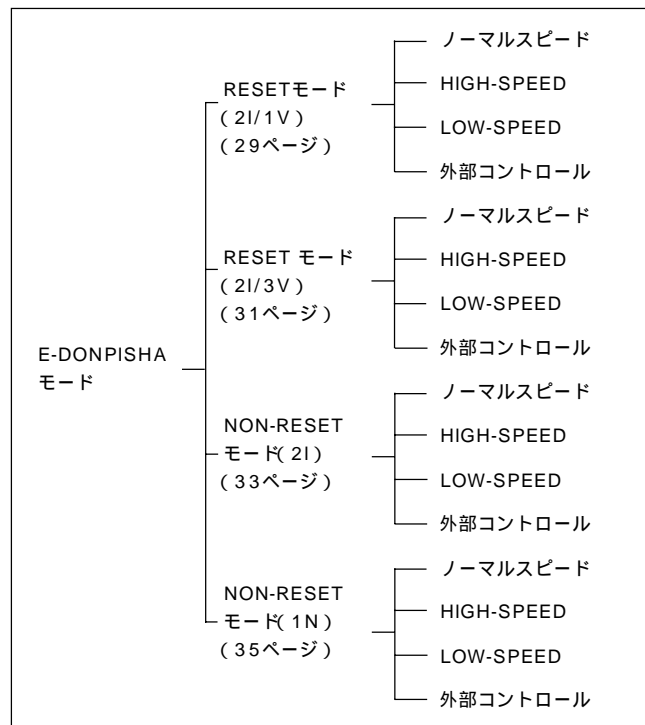 E-DONPISHA
モード
RESETモード
(2I/1V)
(29ページ)
ノーマルスピード
HIGH-SPEED
LOW-SPEED
外部コントロール
RESET モード
(2I/3V)
(31ページ)
ノーマルスピード
HIGH-SPEED
LOW-SPEED
外部コントロール
NON-RESET
モード(2I)
(33ページ)
ノーマルスピード
HIGH-SPEED
LOW-SPEED
外部コントロール
NON-RESET
モード(1N)
(35ページ)
ノーマルスピード
HIGH-SPEED
LOW-SPEED
外部コントロール